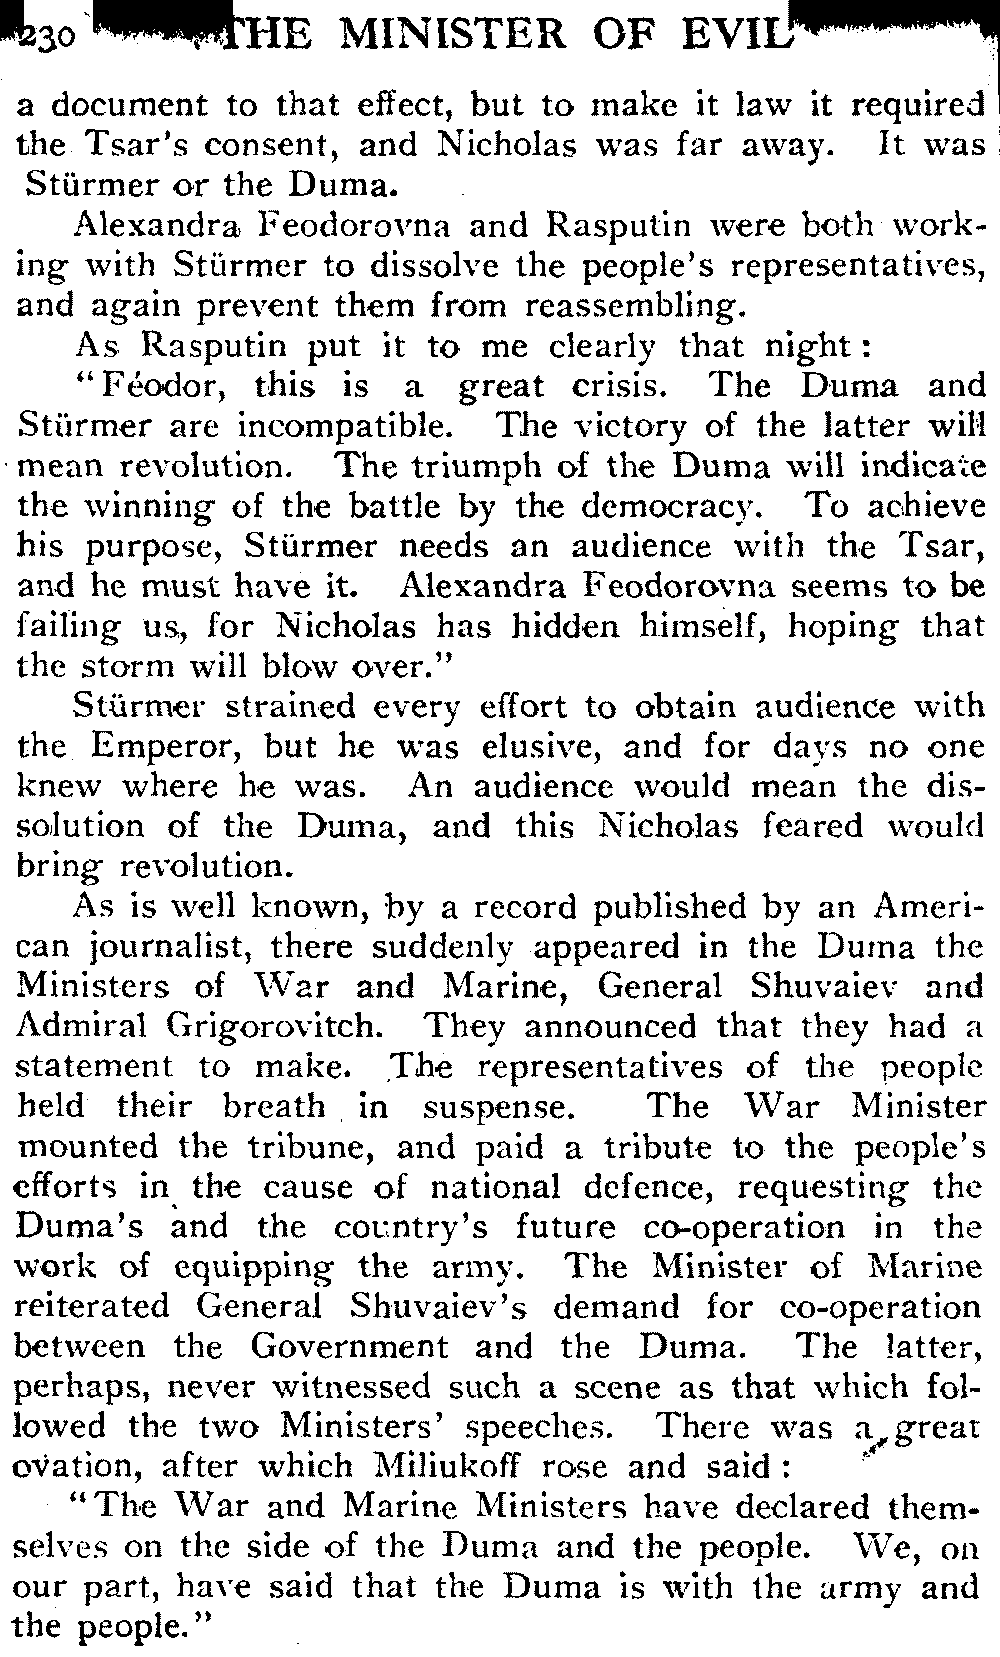 230 THE MINISTER OF EVIL
a document to that effect, but to make it law it required
the Tsar's consent, and Nicholas was far away. It was
Stürmer or the Duma.
Alexandra Feodorovna and Rasputin were both work-
ing with Stürmer to dissolve the people's representatives,
and again prevent them from reassembling.
As Rasputin put it to me clearly that night :
"Féodor, this is a great crisis. The Duma and
Stürmer are incompatible. The victory of the latter will
mean revolution. The triumph of the Duma will indicate
the winning of the battle by the democracy. To achieve
his purpose, Stürmer needs an audience with the Tsar,
and he must have it. Alexandra Feodorovna seems to be
failing us, for Nicholas has hidden himself, hoping that
the storm will blow over."
Stürmer strained every effort to obtain audience with
the Emperor, but he was elusive, and for days no one
knew where he was. An audience would mean the dis-
solution of the Duma, and this Nicholas feared would
bring revolution.
As is well known, by a record published by an Ameri-
can journalist, there suddenly appeared in the Duma the
Ministers of War and Marine, General Shuvaiev and
Admiral Grigorovitch. They announced that they had a
statement to make. The representatives of the people
held their breath in suspense. The War Minister
mounted the tribune, and paid a tribute to the people's
efforts in the cause of national defence, requesting the
Duma's and the country's future co-operation in the
work of equipping the army. The Minister of Marine
reiterated General Shuvaiev's demand for co-operation
between the Government and the Duma. The latter,
perhaps, never witnessed such a scene as that which fol-
lowed the two Ministers' speeches. There was a great
ovation, after which Miliukoff rose and said :
"The War and Marine Ministers have declared them-
selves on the side of the Duma and the people. We, on
our part, have said that the Duma is with the army and
the people."